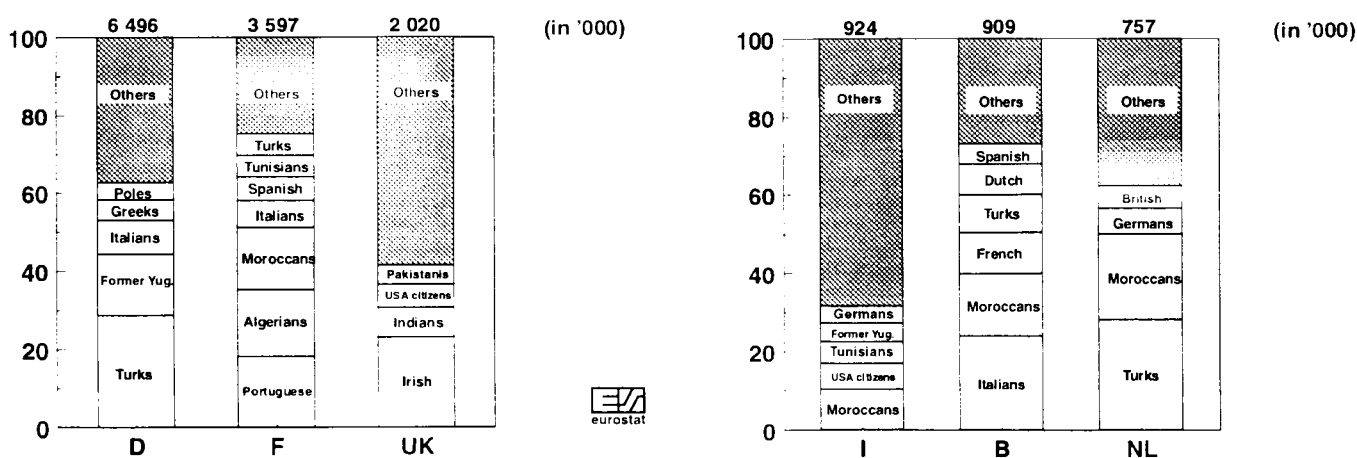 6 496
3 597
2 020
(in '000)
100
80
60
40
20
0
Others
Poles
Greeks
Italians
Former Yug.
Turks
D
Others
Turks
Tunisians
Spanish
Italians
Moroccans
Algerians
Portuguese
F
Others
Pakistanis
USA citizens
Indians
Irish
UK
eurostat
924
909
757
(in '000)
100
80
60
40
20
0
Others
Germans
Former Yug.
Tunisians
USA citizens
Moroccans
I
Others
Spanish
Dutch
Turks
French
Moroccans
Italians
B
Others
British
Germans
Moroccans
Turks
NL